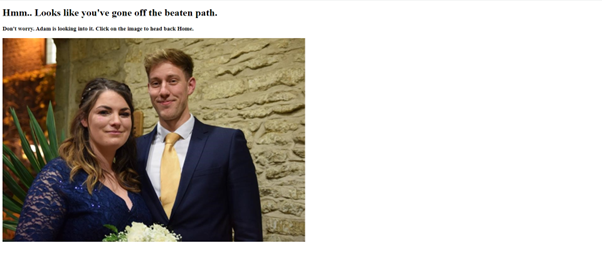 Hmm.. Looks like you've gone off the beaten path.
Don't worry. Adam is looking into it. Click on the image to head back Home.